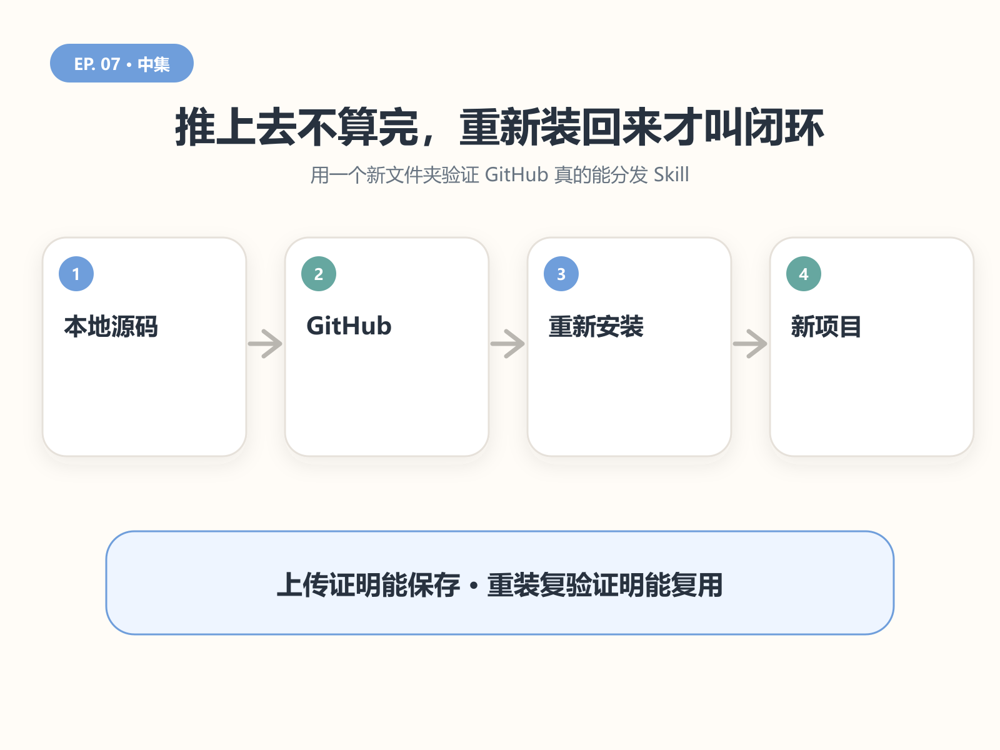 EP. 07 · 中集
推上去不算完，重新装回来才叫闭环
用一个新文件夹验证 GitHub 真的能分发 Skill
1
本地源码
2
GitHub
3
重新安装
4
新项目
上传证明能保存 · 重装复验证明能复用